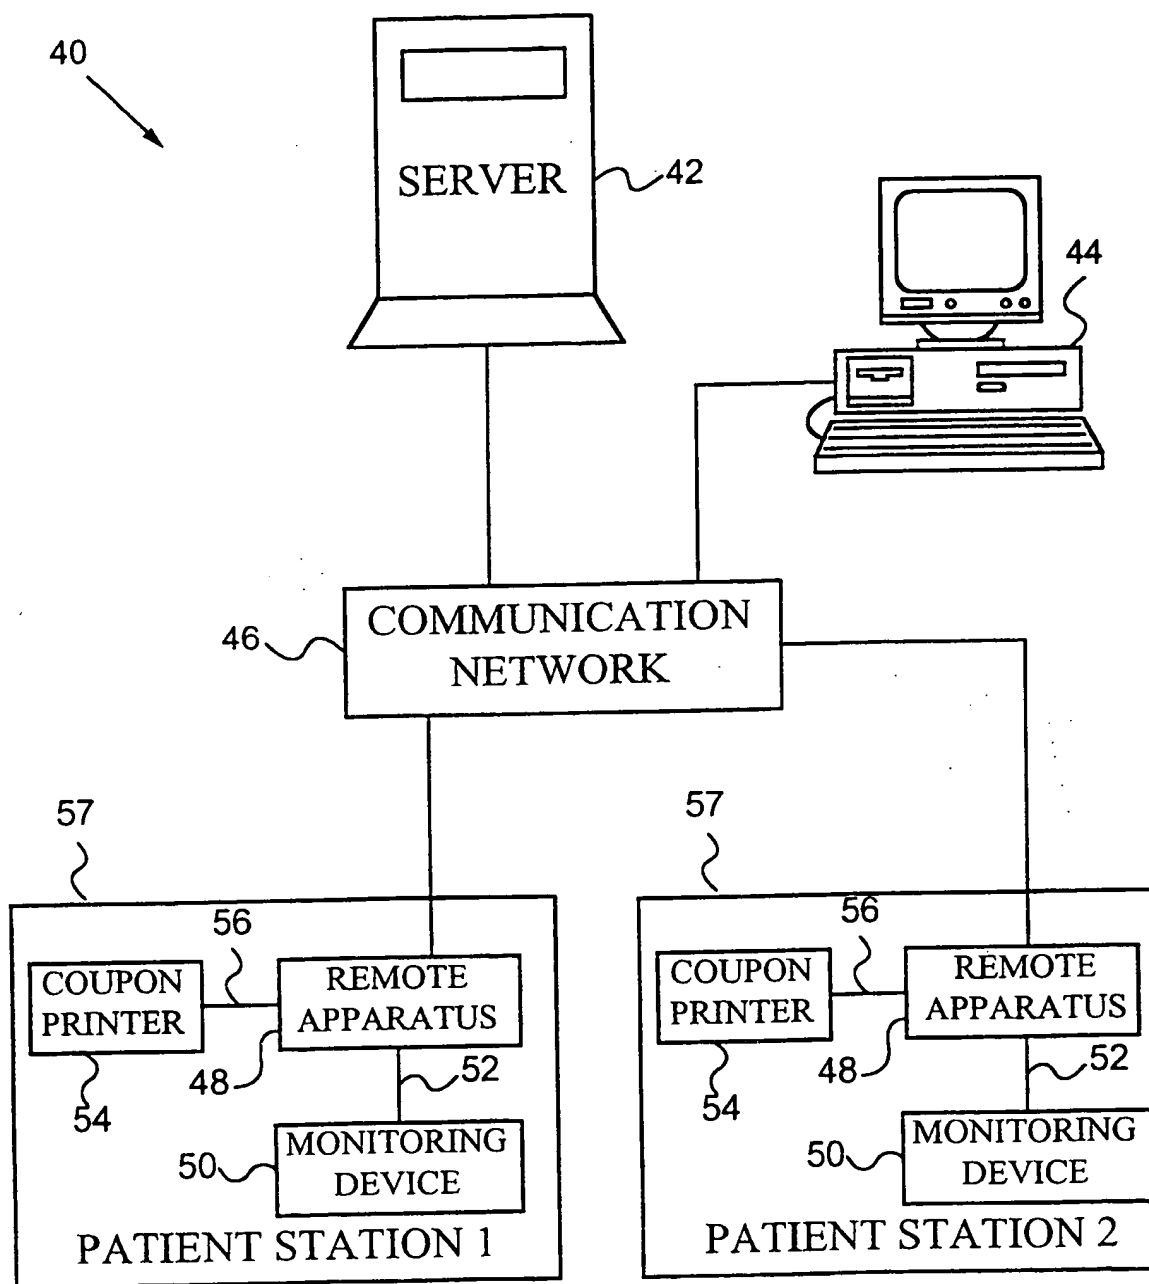 40
SERVER
42
44
46
COMMUNICATION
NETWORK
57
57
56
COUPON
PRINTER
REMOTE
APPARATUS
54
48
52
50
MONITORING
DEVICE
PATIENT STATION 1
56
COUPON
PRINTER
REMOTE
APPARATUS
54
48
52
50
MONITORING
DEVICE
PATIENT STATION 2